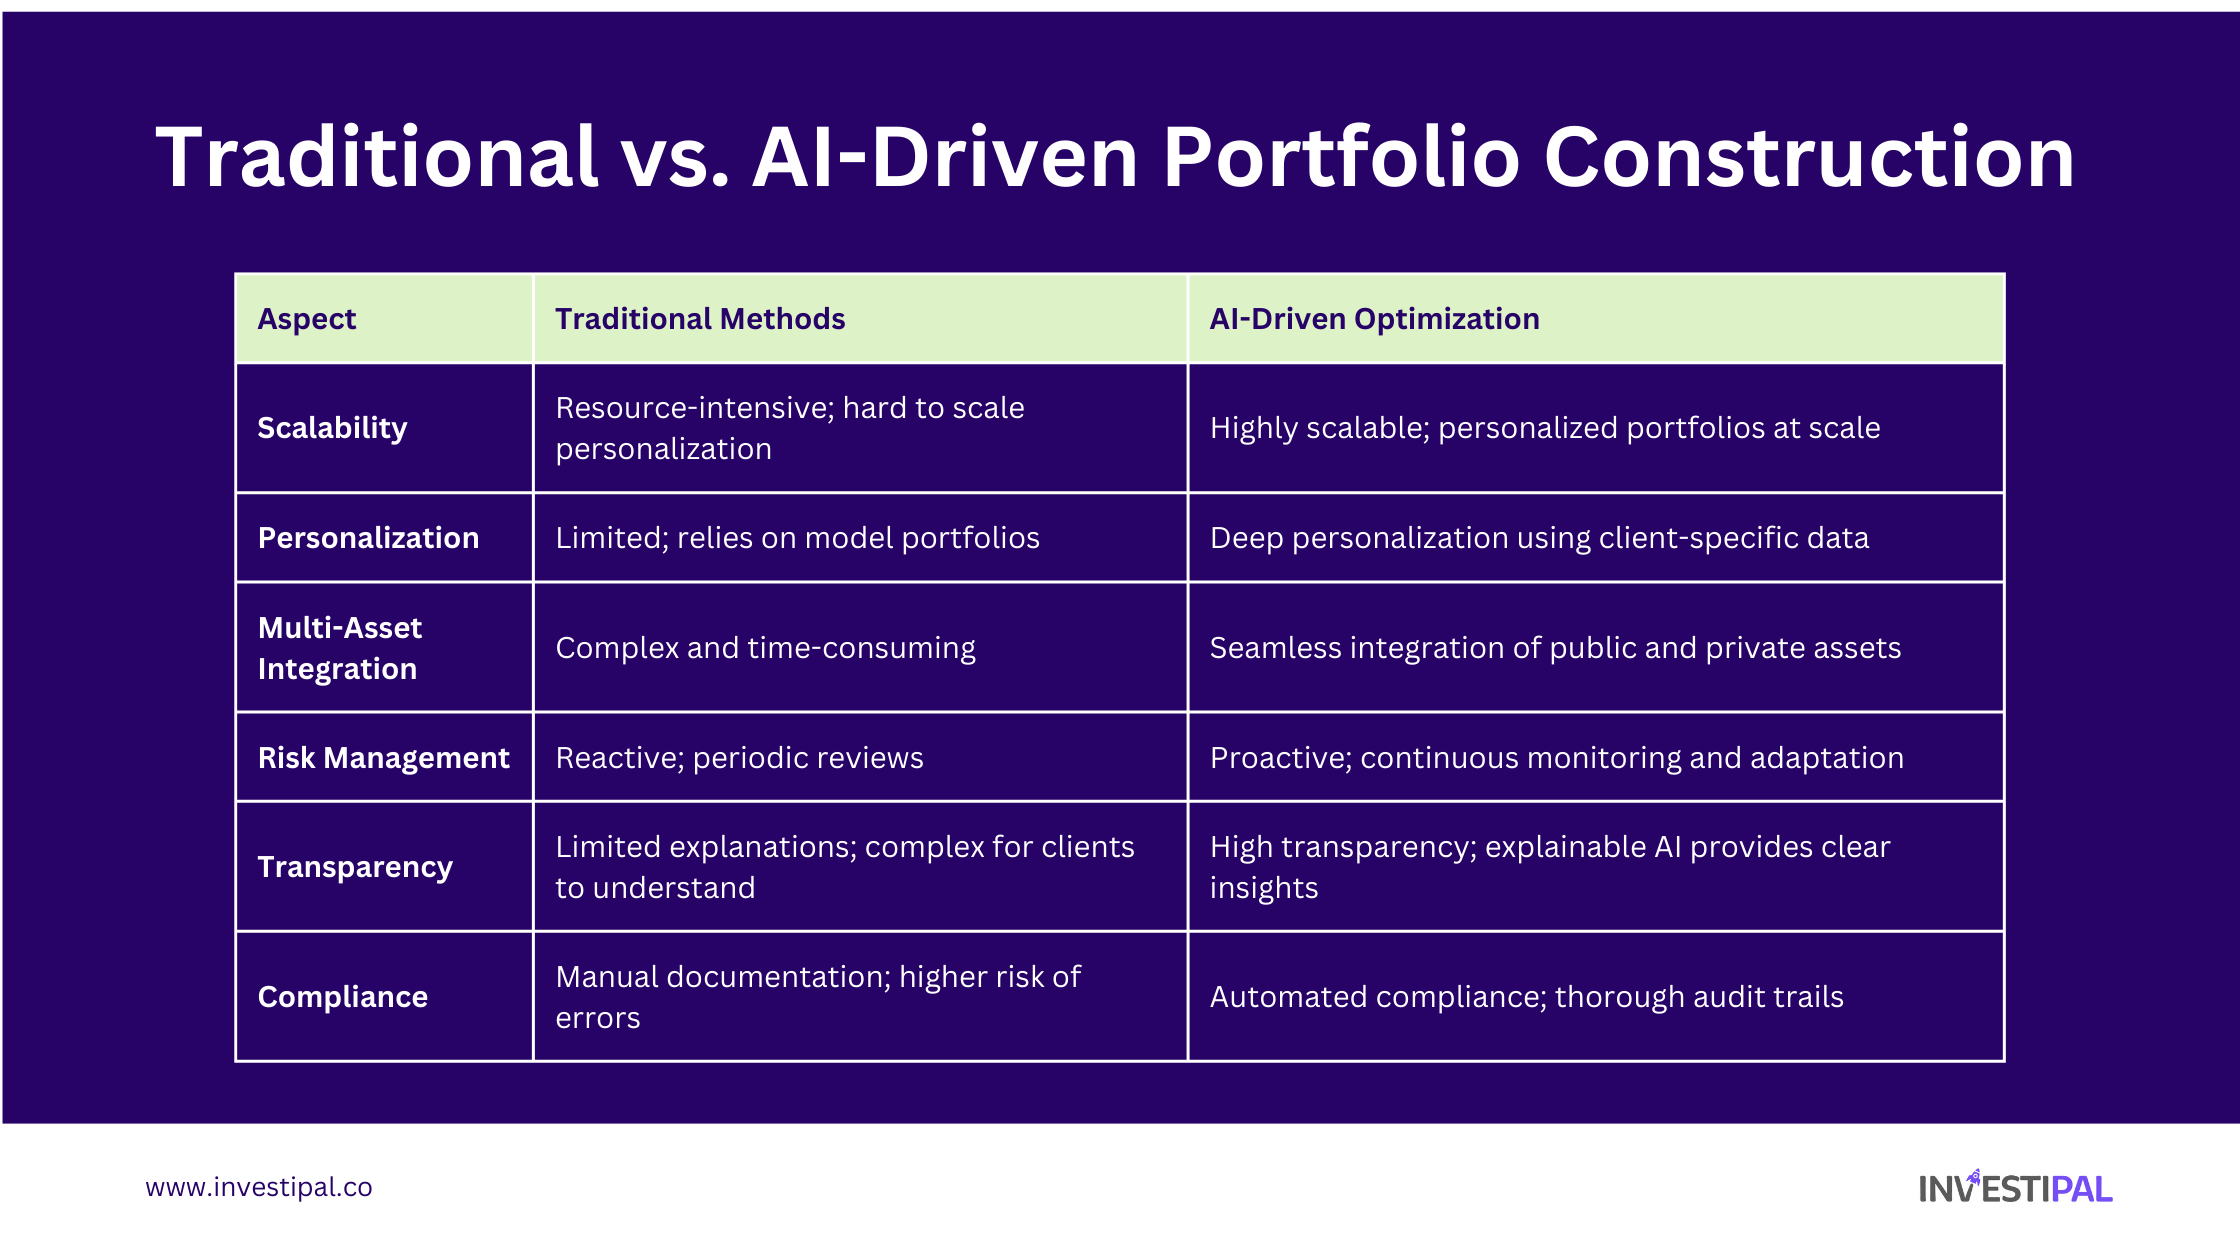 Traditional vs. AI-Driven Portfolio Construction
Aspect
Traditional Methods
AI-Driven Optimization
Scalability
Resource-intensive; hard to scale
personalization
Highly scalable; personalized portfolios at scale
Personalization
Limited; relies on model portfolios
Deep personalization using client-specific data
Multi-Asset
Integration
Complex and time-consuming
Seamless integration of public and private assets
Risk Management
Reactive; periodic reviews
Proactive; continuous monitoring and adaptation
Transparency
Limited explanations; complex for clients
to understand
High transparency; explainable AI provides clear
insights
Compliance
Manual documentation; higher risk of
errors
Automated compliance; thorough audit trails
www.investipal.co
INVESTIPAL